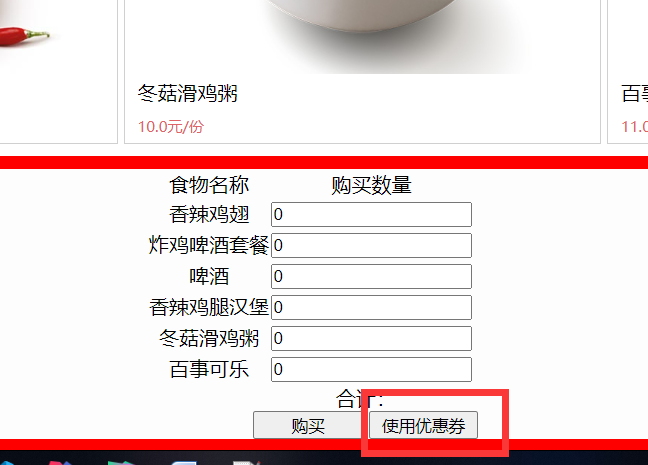 冬菇滑鸡粥
10.0元/份
11.0
食物名称 购买数量
香辣鸡翅 0
炸鸡啤酒套餐 0
啤酒 0
香辣鸡腿汉堡 0
冬菇滑鸡粥 0
百事可乐 0
合计:
购买 使用优惠券